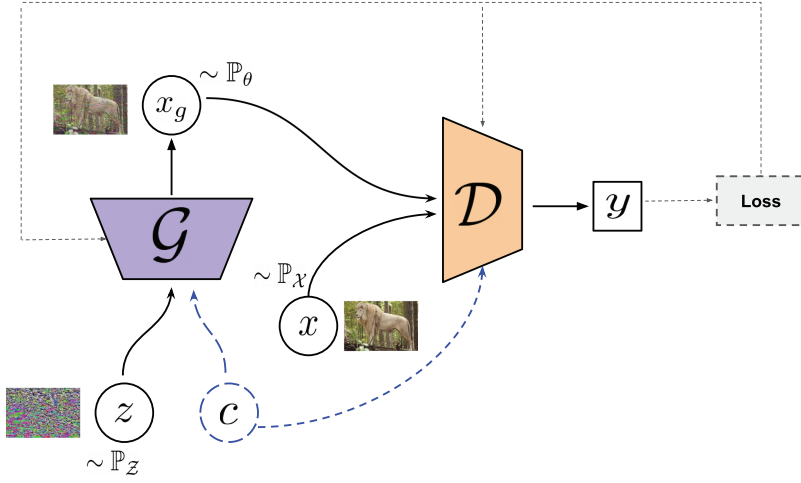 ∼ ℙ_θ
x_g
𝒢
𝒟
y
Loss
∼ ℙ_𝒳
x
z
c
∼ ℙ_𝒵